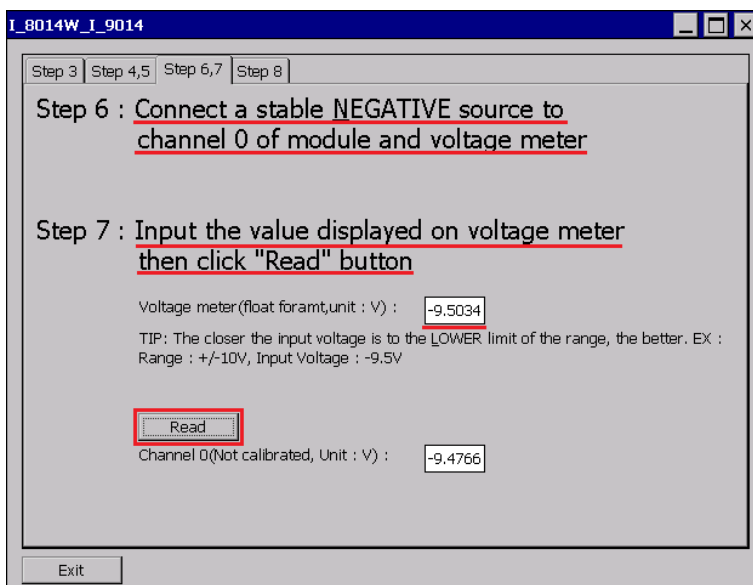 I_8014W_I_9014
Step 3 Step 4,5 Step 6,7 Step 8
Step 6 : Connect a stable NEGATIVE source to
channel 0 of module and voltage meter
Step 7 : Input the value displayed on voltage meter
then click "Read" button
Voltage meter(float foramt,unit : V) : -9.5034
TIP: The closer the input voltage is to the LOWER limit of the range, the better. EX :
Range : +/-10V, Input Voltage : -9.5V
Read
Channel 0(Not calibrated, Unit : V) : -9.4766
Exit